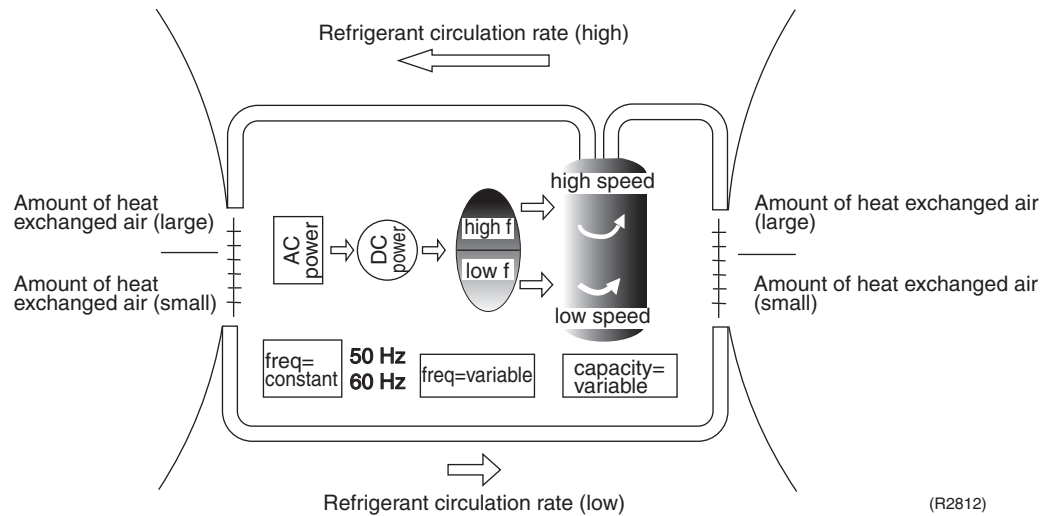 Refrigerant circulation rate (high)
Amount of heat
exchanged air (large)
Amount of heat
exchanged air (small)
AC
power
DC
power
high f
low f
high speed
low speed
Amount of heat exchanged air
(large)
Amount of heat exchanged air
(small)
freq=
constant
50 Hz
60 Hz
freq=variable
capacity=
variable
Refrigerant circulation rate (low)
(R2812)